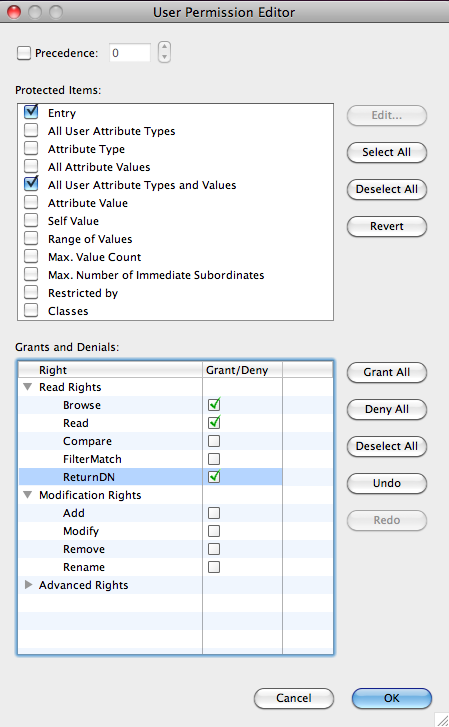 User Permission Editor
Precedence: 0
Protected Items:
Entry
All User Attribute Types
Attribute Type
All Attribute Values
All User Attribute Types and Values
Attribute Value
Self Value
Range of Values
Max. Value Count
Max. Number of Immediate Subordinates
Restricted by
Classes
Edit...
Select All
Deselect All
Revert
Grants and Denials:
Right Grant/Deny
Read Rights
Browse
Read
Compare
FilterMatch
ReturnDN
Modification Rights
Add
Modify
Remove
Rename
Advanced Rights
Grant All
Deny All
Deselect All
Undo
Redo
Cancel OK